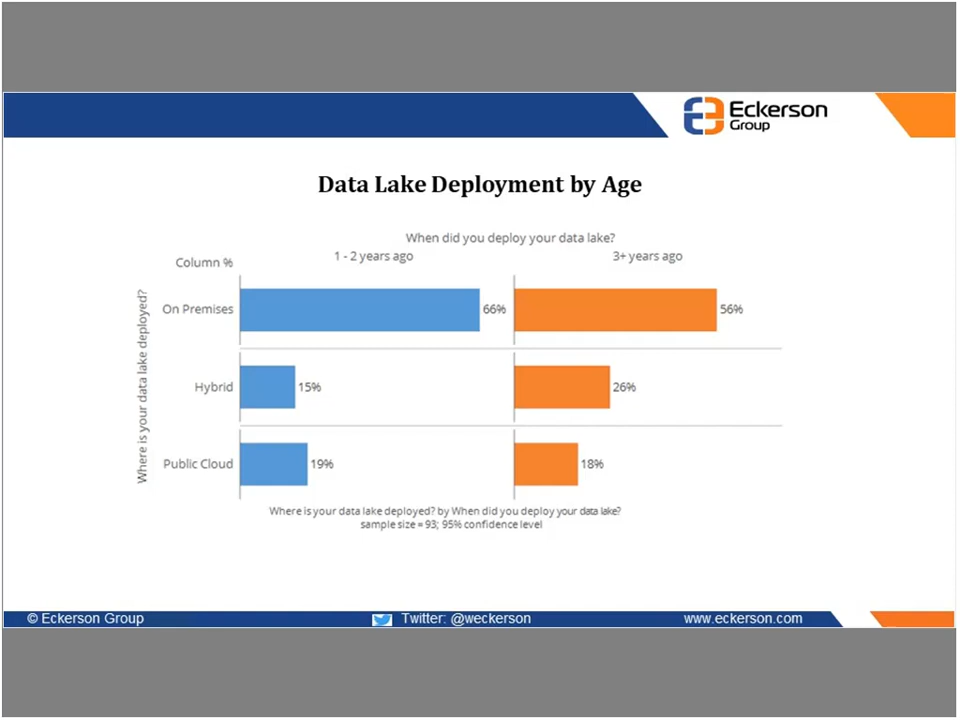 Eckerson
Group
Data Lake Deployment by Age
When did you deploy your data lake?
Column %
1 - 2 years ago
3+ years ago
Where is your data lake deployed?
On Premises
66%
56%
Hybrid
15%
26%
Public Cloud
19%
18%
Where is your data lake deployed? by When did you deploy your data lake?
sample size = 93; 95% confidence level
© Eckerson Group
Twitter: @weckerson
www.eckerson.com